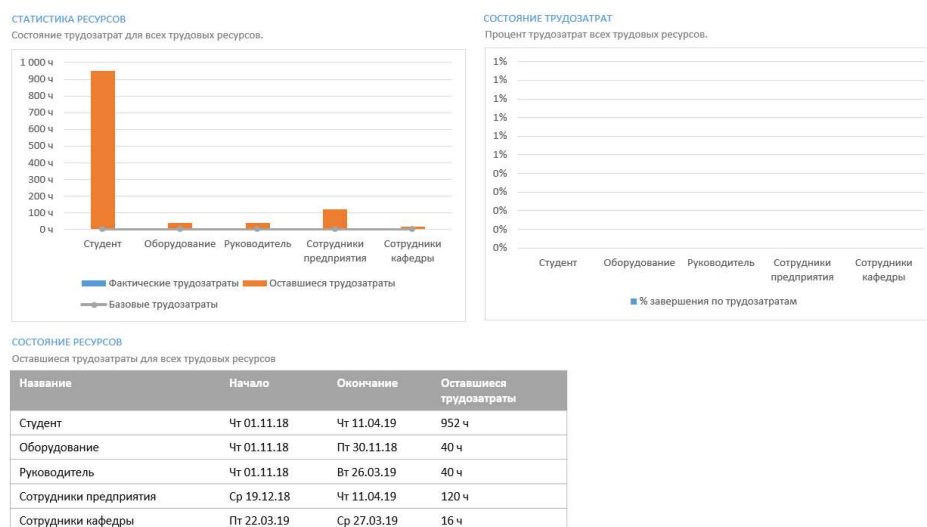 СТАТИСТИКА РЕСУРСОВ
Состояние трудозатрат для всех трудовых ресурсов.
1 000 ч
900 ч
800 ч
700 ч
600 ч
500 ч
400 ч
300 ч
200 ч
100 ч
0 ч
Студент Оборудование Руководитель Сотрудники Сотрудники
предприятия кафедры
Фактические трудозатраты Оставшиеся трудозатраты
Базовые трудозатраты
СОСТОЯНИЕ ТРУДОЗАТРАТ
Процент трудозатрат всех трудовых ресурсов.
1%
1%
1%
1%
1%
1%
0%
0%
0%
0%
0%
Студент Оборудование Руководитель Сотрудники Сотрудники
предприятия кафедры
% завершения по трудозатратам
СОСТОЯНИЕ РЕСУРСОВ
Оставшиеся трудозатраты для всех трудовых ресурсов
Название Начало Окончание Оставшиеся
трудозатраты
Студент Чт 01.11.18 Чт 11.04.19 952 ч
Оборудование Чт 01.11.18 Пт 30.11.18 40 ч
Руководитель Чт 01.11.18 Вт 26.03.19 40 ч
Сотрудники предприятия Ср 19.12.18 Чт 11.04.19 120 ч
Сотрудники кафедры Пт 22.03.19 Ср 27.03.19 16 ч